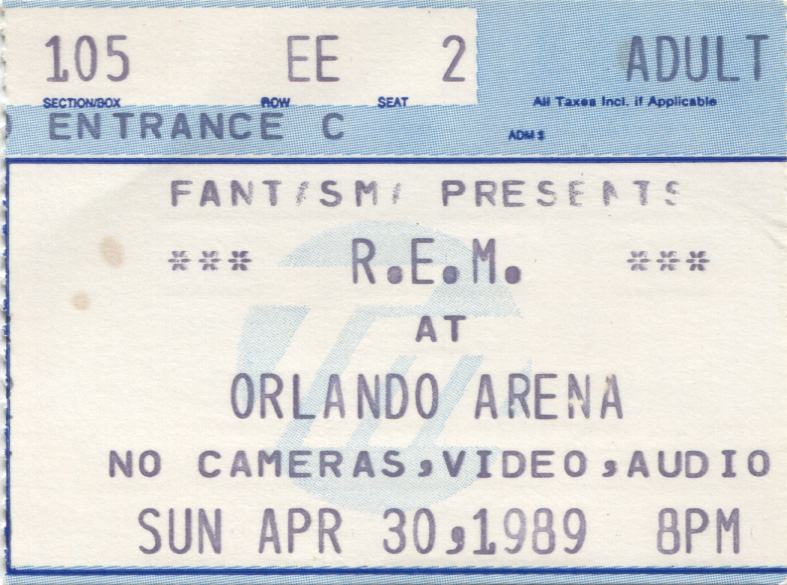 105 EE 2 ADULT
SECTION/BOX ROW SEAT All Taxes Incl. if Applicable
ENTRANCE C ADM $
PRESENTS
*** R.E.M. ***
AT
ORLANDO ARENA
NO CAMERAS,VIDEO,AUDIO
SUN APR 30,1989 8PM